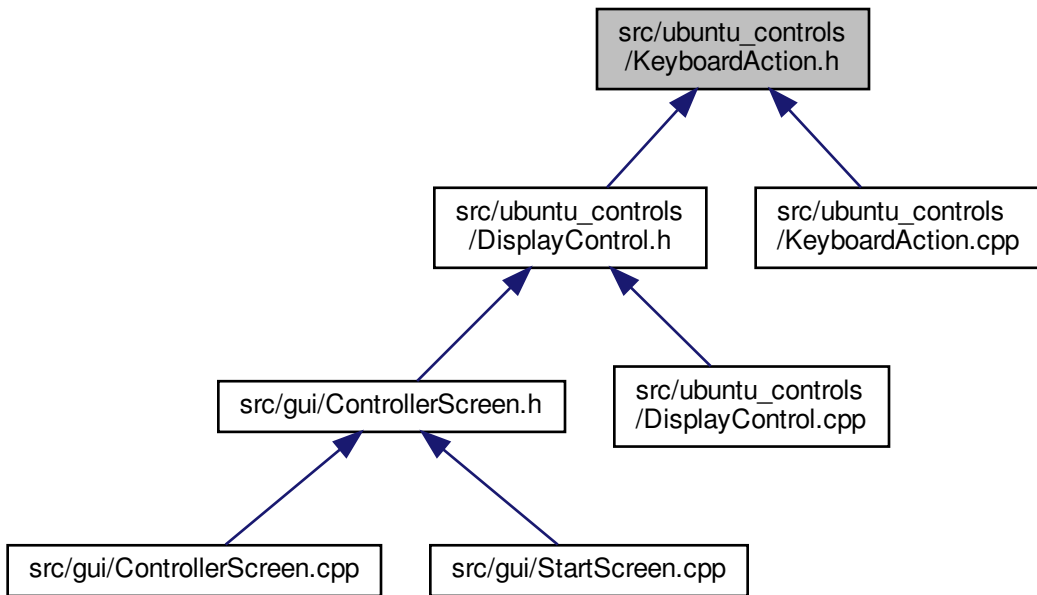 src/ubuntu_controls
/KeyboardAction.h
src/ubuntu_controls
/DisplayControl.h
src/ubuntu_controls
/KeyboardAction.cpp
src/gui/ControllerScreen.h
src/ubuntu_controls
/DisplayControl.cpp
src/gui/ControllerScreen.cpp
src/gui/StartScreen.cpp